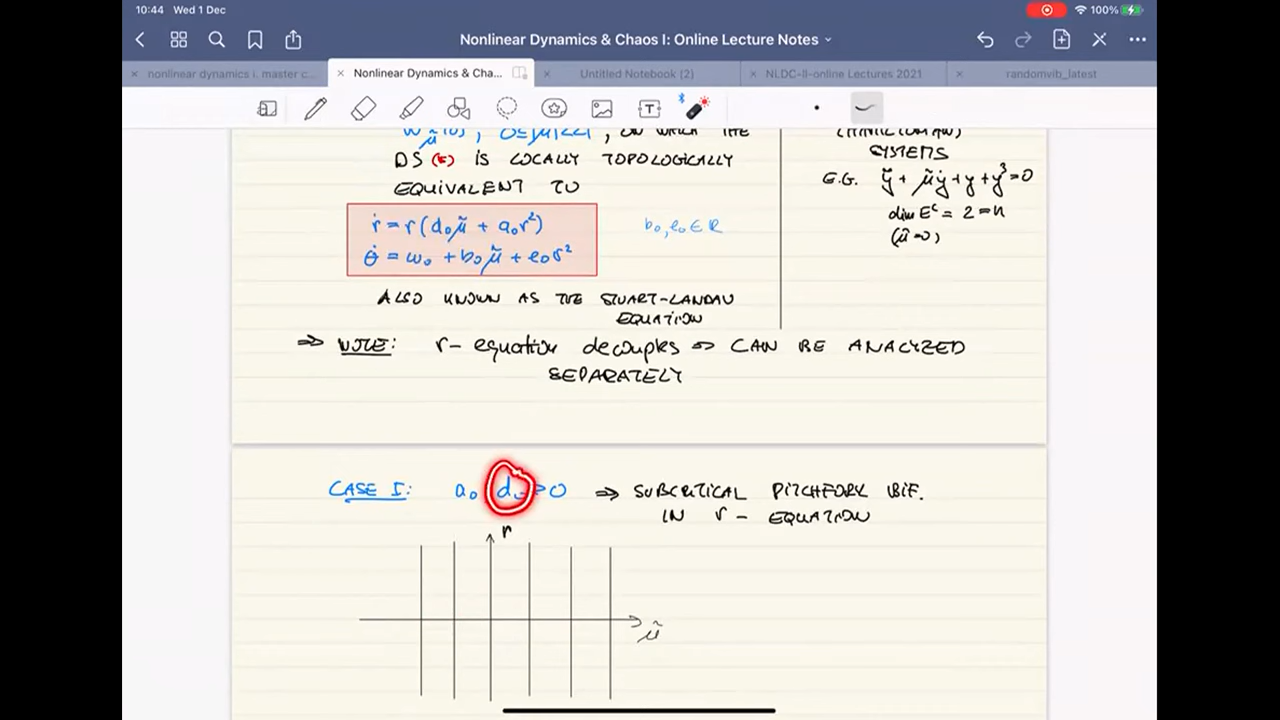 10:44 Wed 1 Dec
100%
Nonlinear Dynamics & Chaos I: Online Lecture Notes
nonlinear dynamics i. master c...
Nonlinear Dynamics & Cha...
Untitled Notebook (2)
NLDC-II-online Lectures 2021
randomvib_latest
ON WHICH THE
DS (*) IS LOCALLY TOPOLOGICALLY
EQUIVALENT TO
ṙ = r(d₀μ̃ + a₀r²)
θ̇ = ω₀ + b₀μ̃ + e₀r²
b₀, e₀ ∈ ℝ
ALSO KNOWN AS THE STUART-LANDAU
EQUATION
SYSTEMS
E.G. ÿ + μ̃ẏ + y + y³ = 0
dim Eᶜ = 2 = n
(μ̃=0)
⇒ NOTE: r- equation decouples ⇒ CAN BE ANALYZED
SEPARATELY
CASE I: a₀ d₀ > 0 ⇒ SUBCRITICAL PITCHFORK BIF.
IN r - EQUATION
r
μ̃